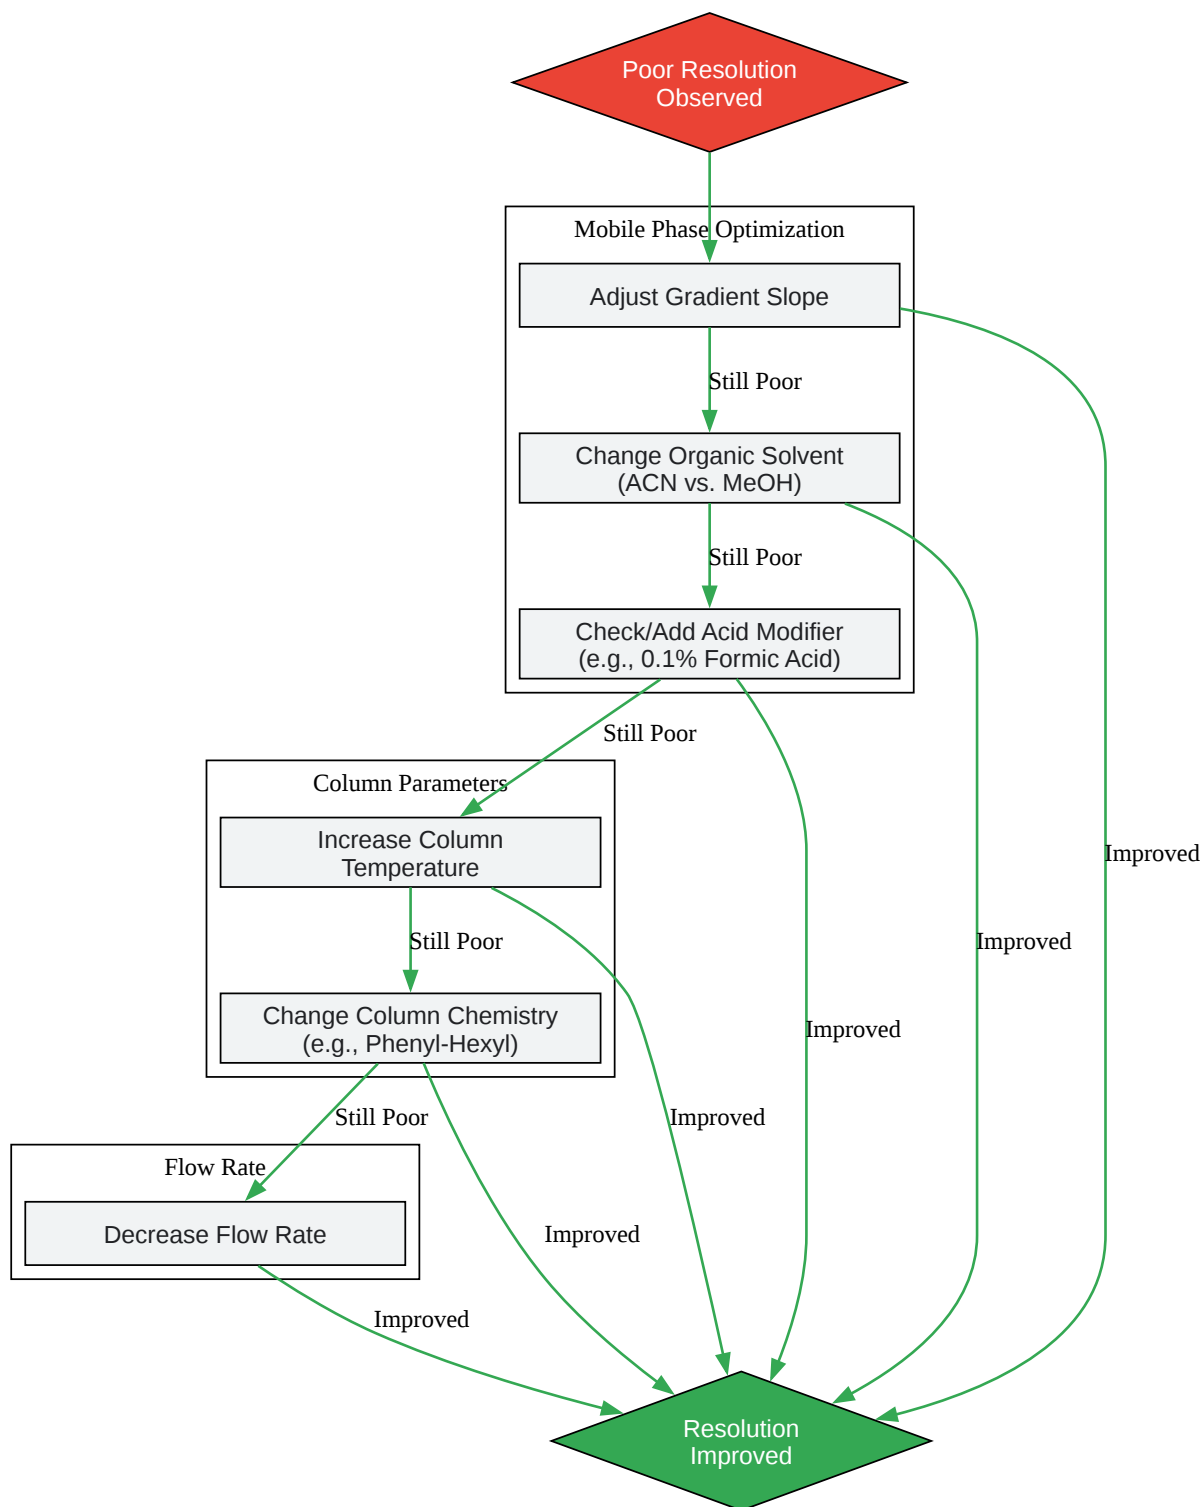 Poor Resolution
Observed
Mobile Phase Optimization
Adjust Gradient Slope
Still Poor
Change Organic Solvent
(ACN vs. MeOH)
Still Poor
Check/Add Acid Modifier
(e.g., 0.1% Formic Acid)
Still Poor
Column Parameters
Increase Column
Temperature
Improved
Still Poor
Improved
Change Column Chemistry
(e.g., Phenyl-Hexyl)
Improved
Still Poor
Improved
Flow Rate
Decrease Flow Rate
Improved
Improved
Resolution
Improved